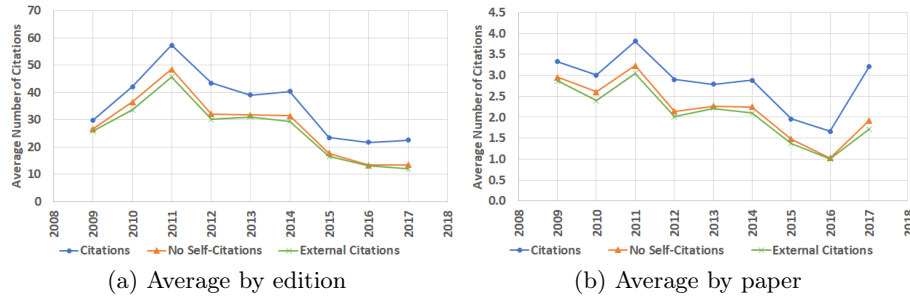 Average Number of Citations
70
60
50
40
30
20
10
0
2008 2009 2010 2011 2012 2013 2014 2015 2016 2017 2018
Citations No Self-Citations External Citations
(a) Average by edition
Average Number of Citations
4.5
4.0
3.5
3.0
2.5
2.0
1.5
1.0
0.5
0.0
2008 2009 2010 2011 2012 2013 2014 2015 2016 2017 2018
Citations No Self-Citations External Citations
(b) Average by paper